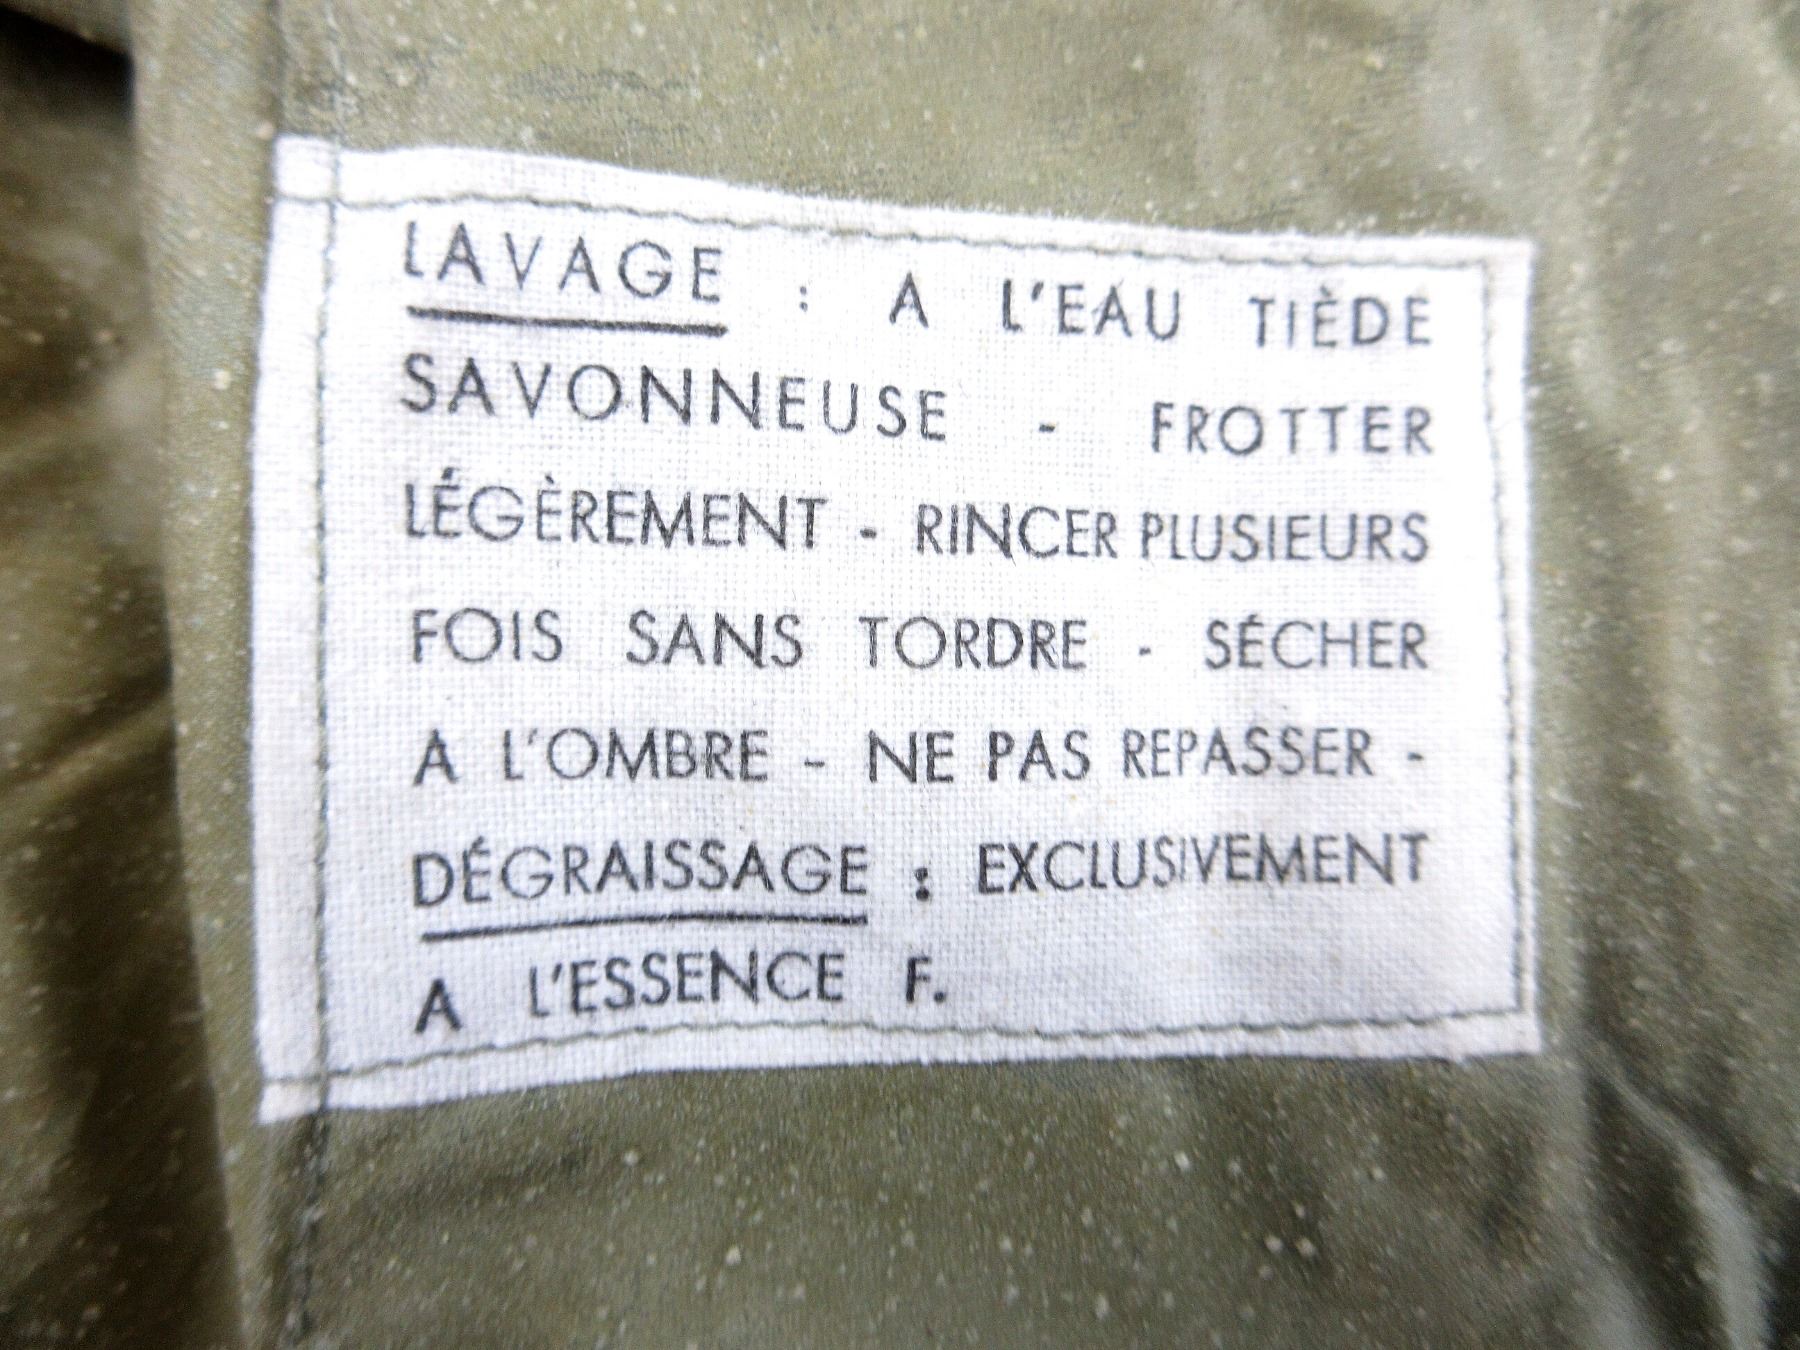 LAVAGE : A L'EAU TIÈDE
SAVONNEUSE - FROTTER
LÉGÈREMENT - RINCER PLUSIEURS
FOIS SANS TORDRE - SÉCHER
A L'OMBRE - NE PAS REPASSER -
DÉGRAISSAGE : EXCLUSIVEMENT
A L'ESSENCE F.